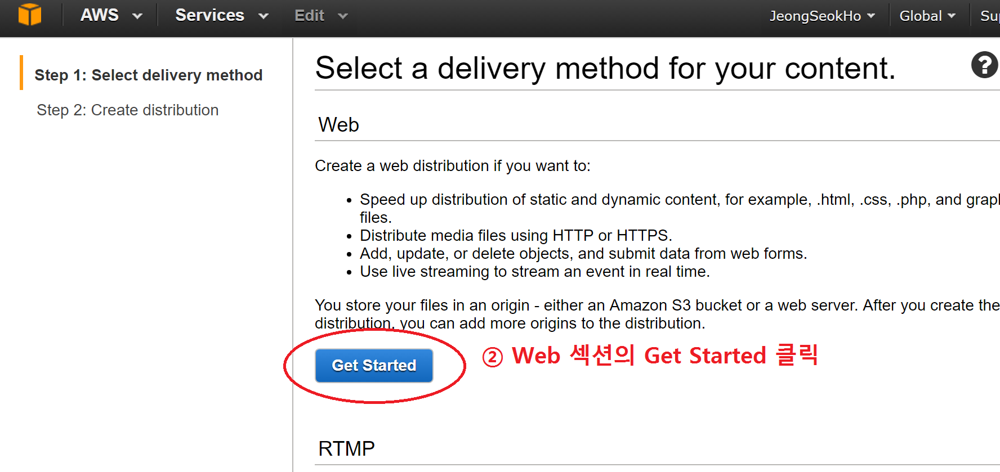 AWS Services Edit JeongSeokHo Global Sup
Step 1: Select delivery method
Step 2: Create distribution
Select a delivery method for your content.
?
Web
Create a web distribution if you want to:
• Speed up distribution of static and dynamic content, for example, .html, .css, .php, and graph
files.
• Distribute media files using HTTP or HTTPS.
• Add, update, or delete objects, and submit data from web forms.
• Use live streaming to stream an event in real time.
You store your files in an origin - either an Amazon S3 bucket or a web server. After you create the
distribution, you can add more origins to the distribution.
Get Started
② Web 섹션의 Get Started 클릭
RTMP